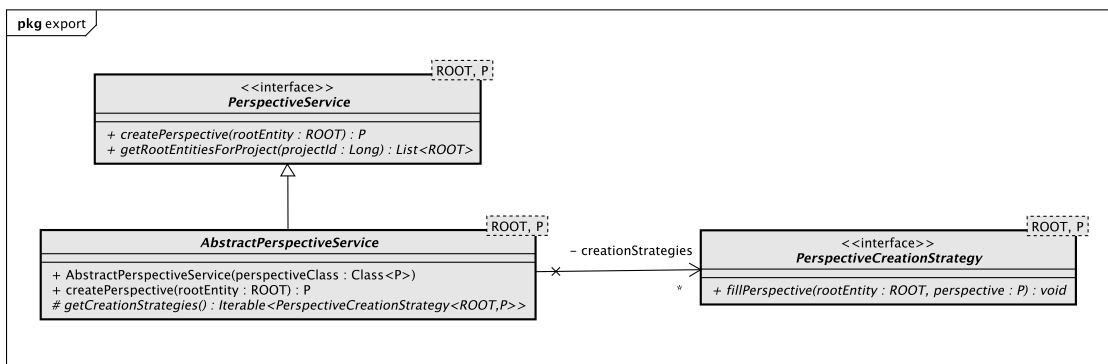 pkg export
ROOT, P
<<interface>>
PerspectiveService
+ createPerspective(rootEntity : ROOT) : P
+ getRootEntitiesForProject(projectId : Long) : List<ROOT>
ROOT, P
AbstractPerspectiveService
+ AbstractPerspectiveService(perspectiveClass : Class<P>)
+ createPerspective(rootEntity : ROOT) : P
# getCreationStrategies() : Iterable<PerspectiveCreationStrategy<ROOT,P>>
- creationStrategies
*
ROOT, P
<<interface>>
PerspectiveCreationStrategy
+ fillPerspective(rootEntity : ROOT, perspective : P) : void